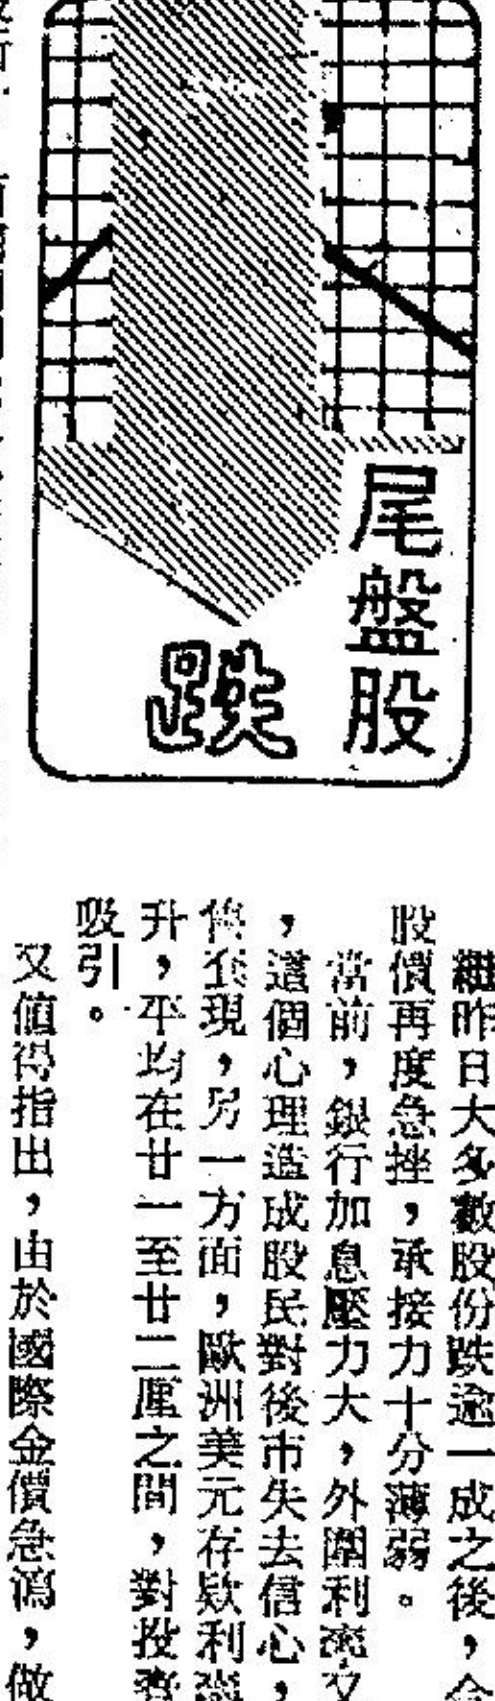 尾盤股
跌
繼昨日大多數股份跌逾一成之後，今
股價再度急挫，承接力十分薄弱。
當前，銀行加息壓力大，外圍利率又
，這個心理造成股民對後市失去信心，
套現，另一方面，歐洲美元存款利
升，平均在廿一至廿二厘之間，對投資
吸引。
又值得指出，由於國際金價急瀉，做